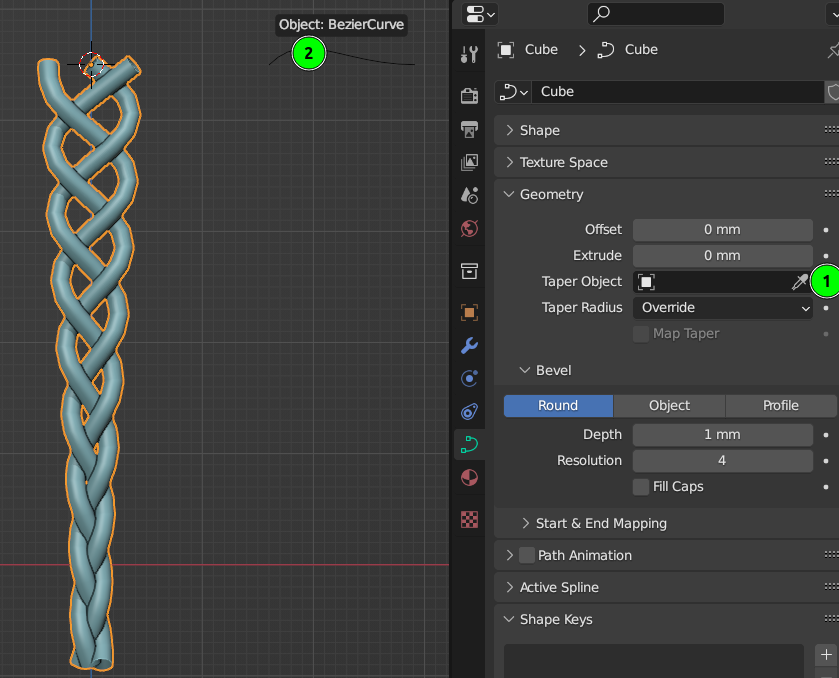 Object: BezierCurve
2
Cube > Cube
Cube
Shape
Texture Space
Geometry
Offset 0 mm
Extrude 0 mm
Taper Object 1
Taper Radius Override
Map Taper
Bevel
Round Object Profile
Depth 1 mm
Resolution 4
Fill Caps
Start & End Mapping
Path Animation
Active Spline
Shape Keys